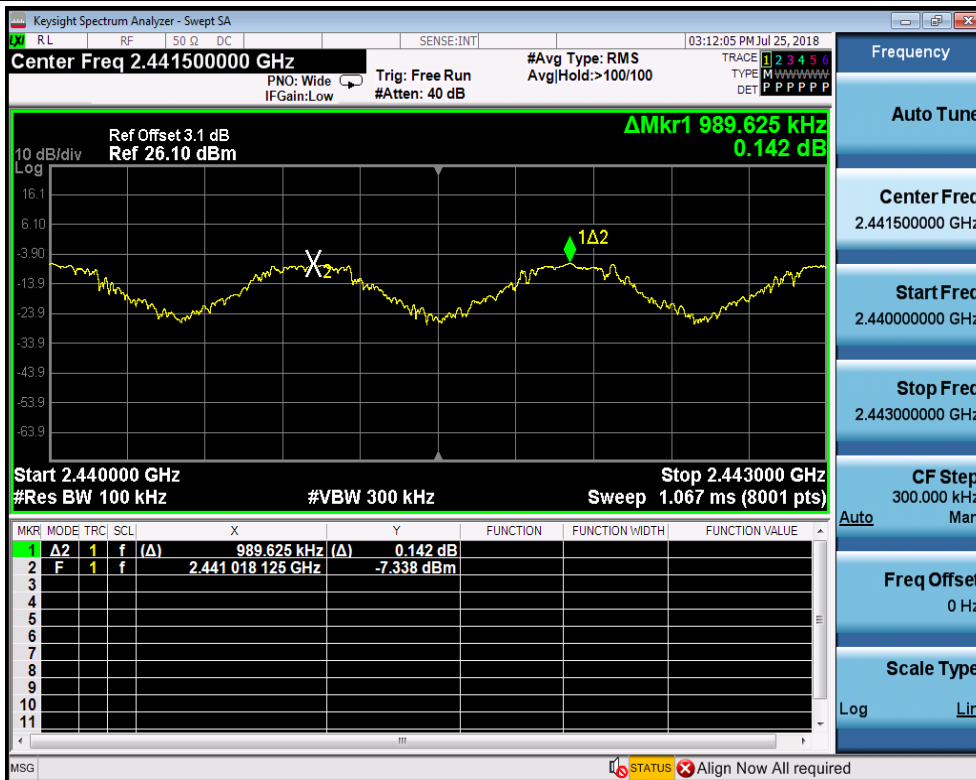 Keysight Spectrum Analyzer - Swept SA
LXI RL RF 50 Ω DC SENSE:INT 03:12:05 PM Jul 25, 2018
Center Freq 2.441500000 GHz
PNO: Wide
IFGain:Low
Trig: Free Run
#Atten: 40 dB
#Avg Type: RMS
Avg|Hold:>100/100
TRACE 1 2 3 4 5 6
TYPE M W W W W W
DET P P P P P P
Ref Offset 3.1 dB
10 dB/div Ref 26.10 dBm
Log
ΔMkr1 989.625 kHz
0.142 dB
16.1
6.10
-3.90
-13.9
-23.9
-33.9
-43.9
-53.9
-63.9
2
1Δ2
Start 2.440000 GHz Stop 2.443000 GHz
#Res BW 100 kHz #VBW 300 kHz Sweep 1.067 ms (8001 pts)
MKR MODE TRC SCL X Y FUNCTION FUNCTION WIDTH FUNCTION VALUE
1 Δ2 1 f (Δ) 989.625 kHz (Δ) 0.142 dB
2 F 1 f 2.441 018 125 GHz -7.338 dBm
3
4
5
6
7
8
9
10
11
MSG STATUS Align Now All required
Frequency
Auto Tune
Center Freq
2.441500000 GHz
Start Freq
2.440000000 GHz
Stop Freq
2.443000000 GHz
CF Step
300.000 kHz
Auto Man
Freq Offset
0 Hz
Scale Type
Log Lin